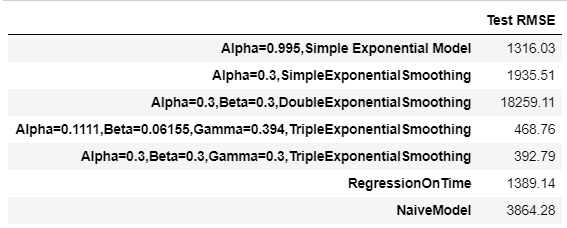 Test RMSE
Alpha=0.995,Simple Exponential Model 1316.03
Alpha=0.3,SimpleExponentialSmoothing 1935.51
Alpha=0.3,Beta=0.3,DoubleExponentialSmoothing 18259.11
Alpha=0.1111,Beta=0.06155,Gamma=0.394,TripleExponentialSmoothing 468.76
Alpha=0.3,Beta=0.3,Gamma=0.3,TripleExponentialSmoothing 392.79
RegressionOnTime 1389.14
NaiveModel 3864.28